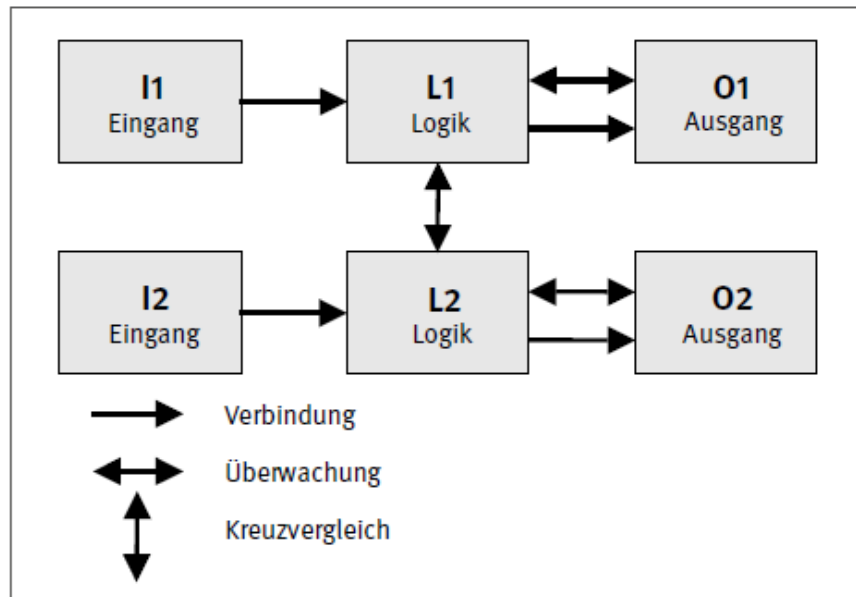 I1
Eingang
L1
Logik
O1
Ausgang
I2
Eingang
L2
Logik
O2
Ausgang
Verbindung
Überwachung
Kreuzvergleich